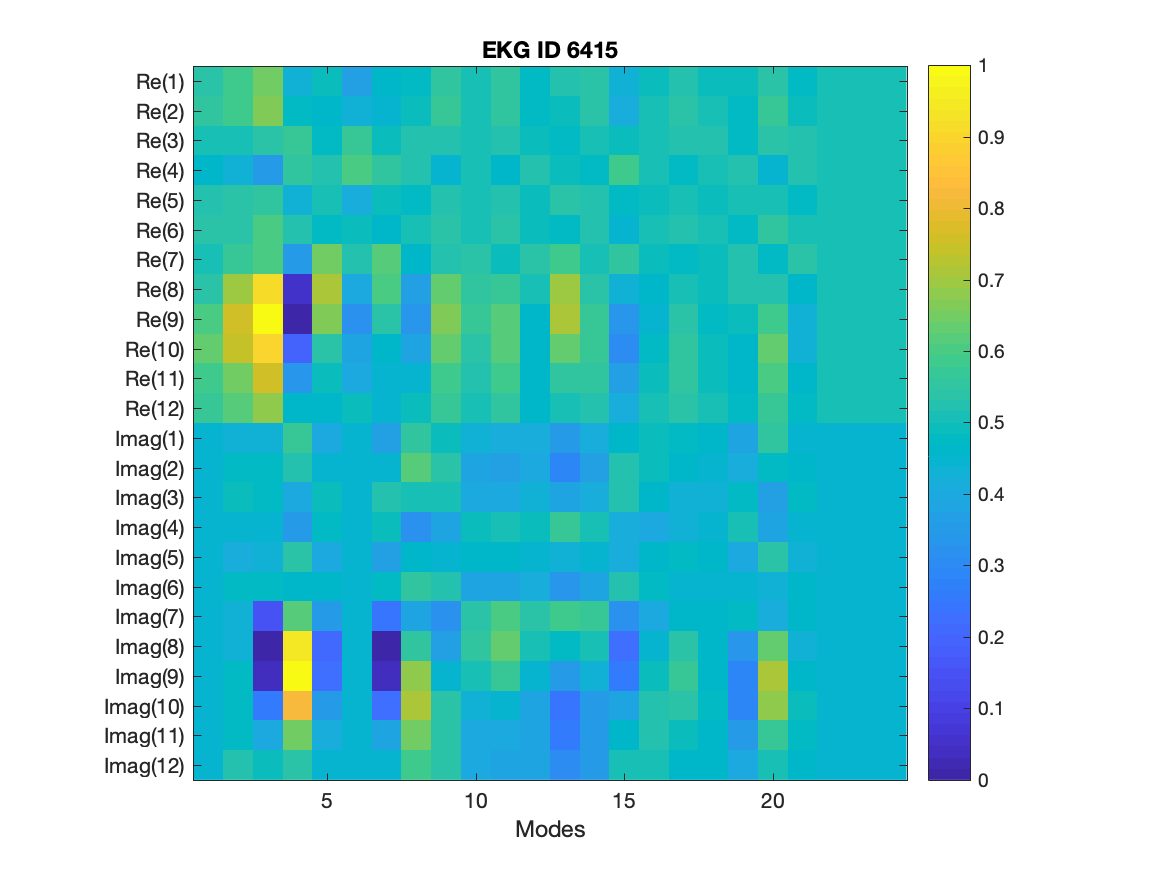 EKG ID 6415
Re(1)
Re(2)
Re(3)
Re(4)
Re(5)
Re(6)
Re(7)
Re(8)
Re(9)
Re(10)
Re(11)
Re(12)
Imag(1)
Imag(2)
Imag(3)
Imag(4)
Imag(5)
Imag(6)
Imag(7)
Imag(8)
Imag(9)
Imag(10)
Imag(11)
Imag(12)
5 10 15 20
Modes
1
0.9
0.8
0.7
0.6
0.5
0.4
0.3
0.2
0.1
0